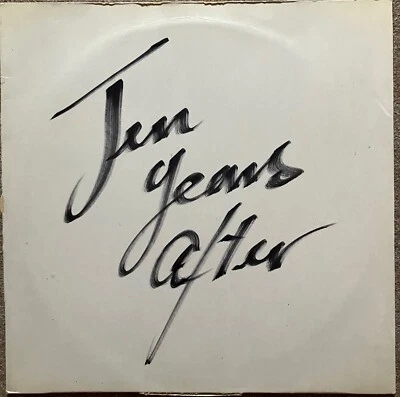 Ten
years
after